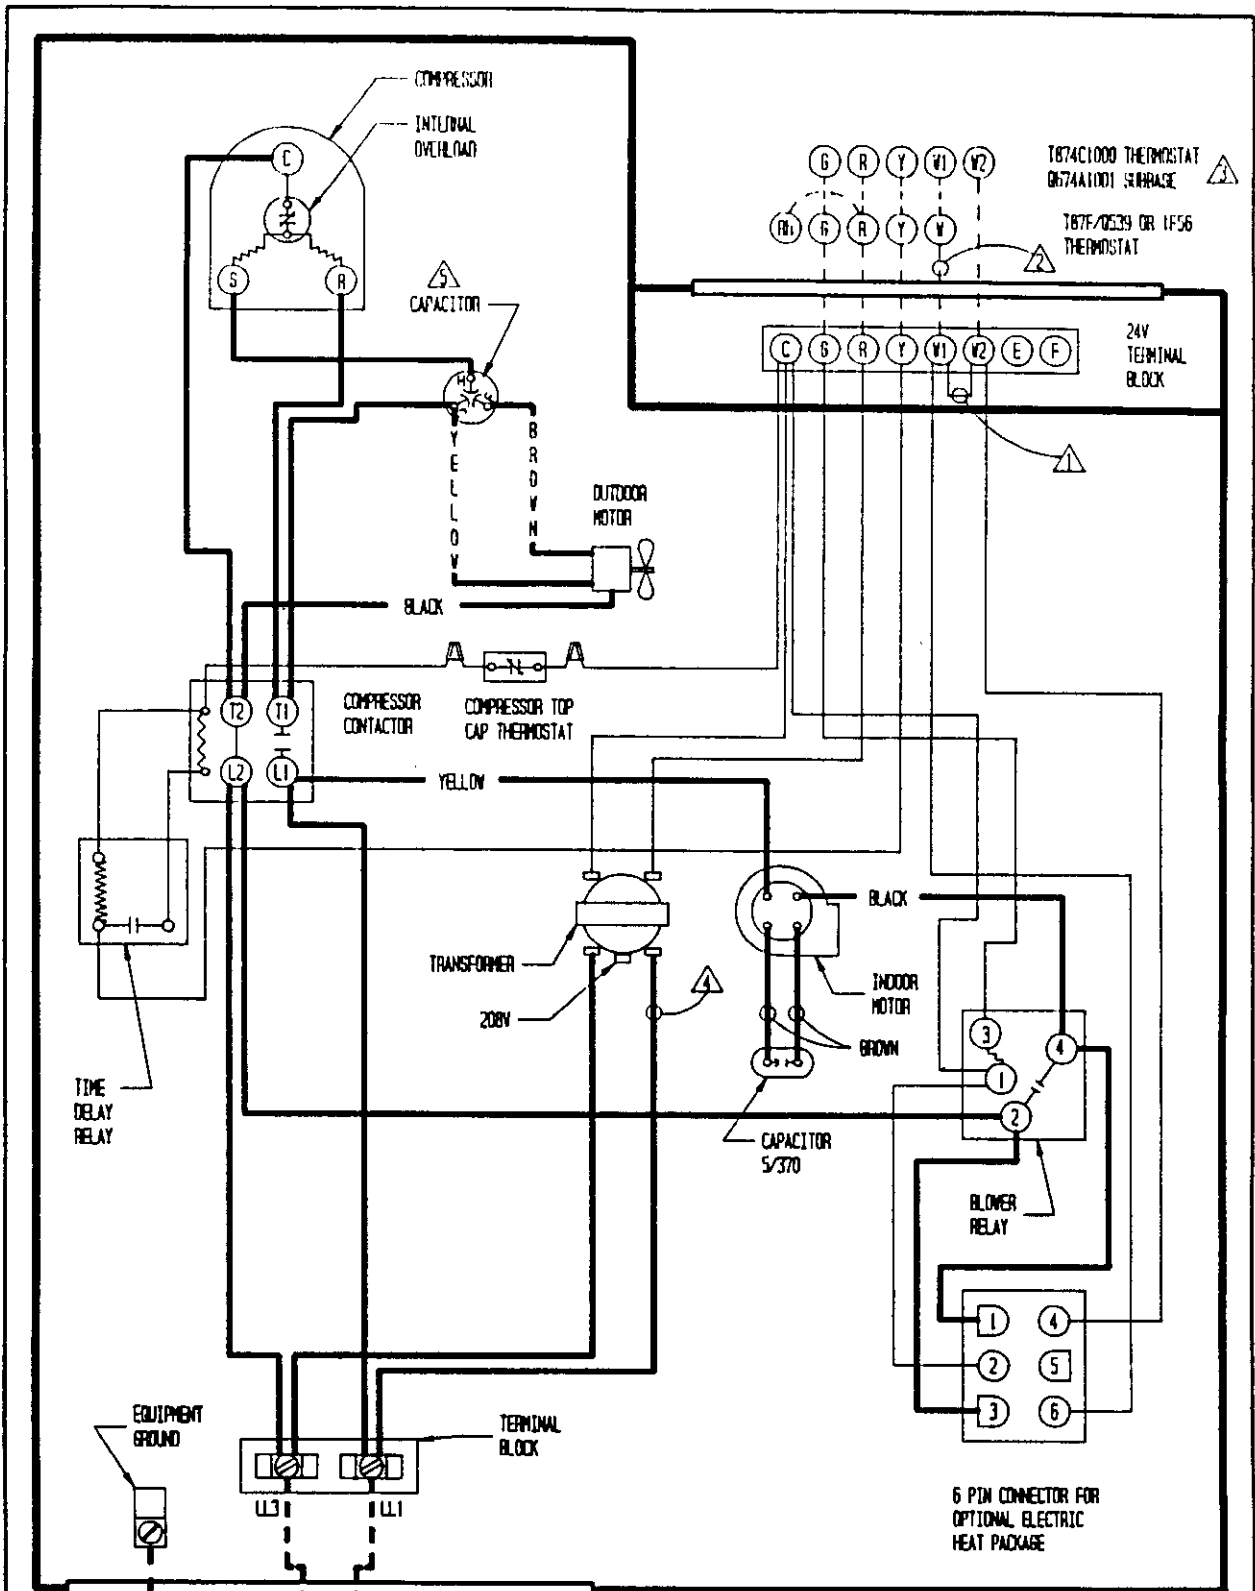 COMPRESSOR
INTERNAL
OVERLOAD
C
S
R
5
CAPACITOR
H
C
YELLOW
BROWN
OUTDOOR
MOTOR
BLACK
G R Y W1 W2
T874C1000 THERMOSTAT
Q674A1001 SUBBASE
3
Rh G R Y W
T87F/Q539 OR 1F56
THERMOSTAT
2
C G R Y W1 W2 E F
24V
TERMINAL
BLOCK
1
T2 T1
L2 L1
COMPRESSOR
CONTACTOR
COMPRESSOR TOP
CAP THERMOSTAT
YELLOW
TIME
DELAY
RELAY
TRANSFORMER
208V
4
BLACK
INDOOR
MOTOR
BROWN
CAPACITOR
5/370
3
4
1
2
BLOWER
RELAY
1 4
2 5
3 6
6 PIN CONNECTOR FOR
OPTIONAL ELECTRIC
HEAT PACKAGE
EQUIPMENT
GROUND
TERMINAL
BLOCK
LL3 LL1